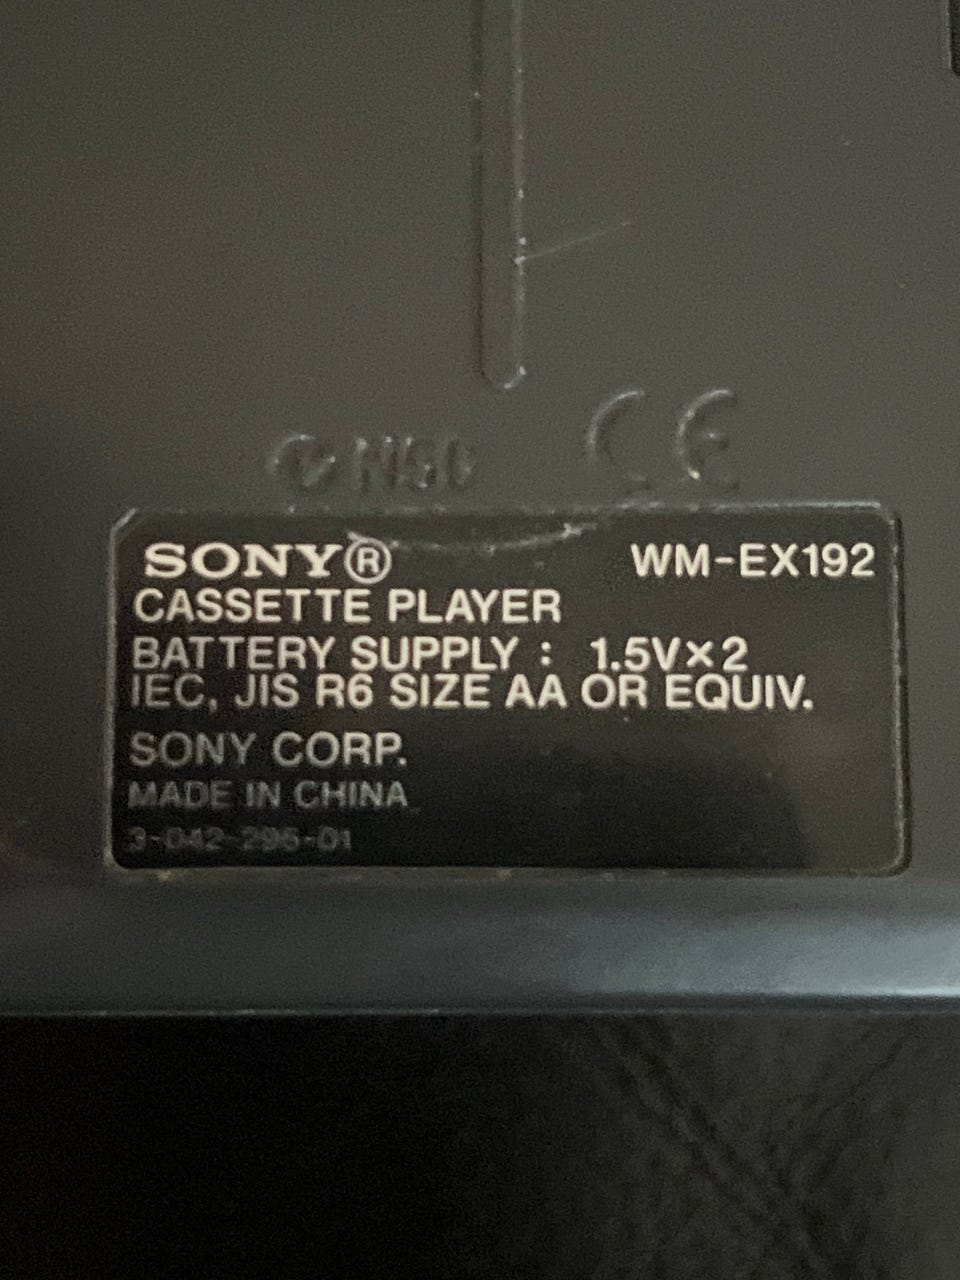 N50 CE
SONY® WM-EX192
CASSETTE PLAYER
BATTERY SUPPLY : 1.5V×2
IEC, JIS R6 SIZE AA OR EQUIV.
SONY CORP.
MADE IN CHINA
3-042-295-01